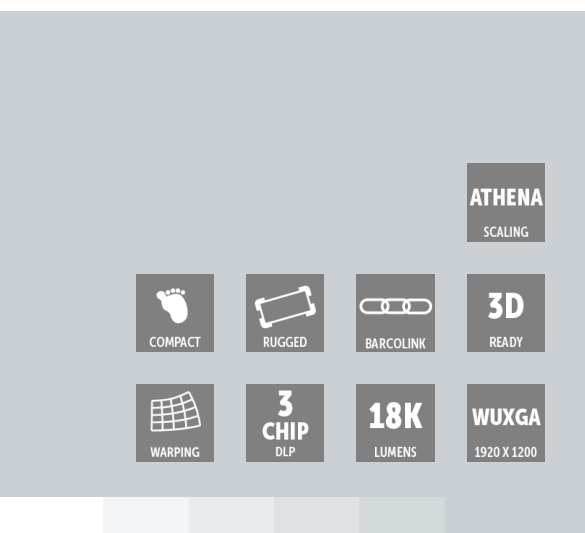 ATHENA
SCALING
COMPACT
RUGGED
BARCOLINK
3D
READY
WARPING
3
CHIP
DLP
18K
LUMENS
WUXGA
1920 X 1200